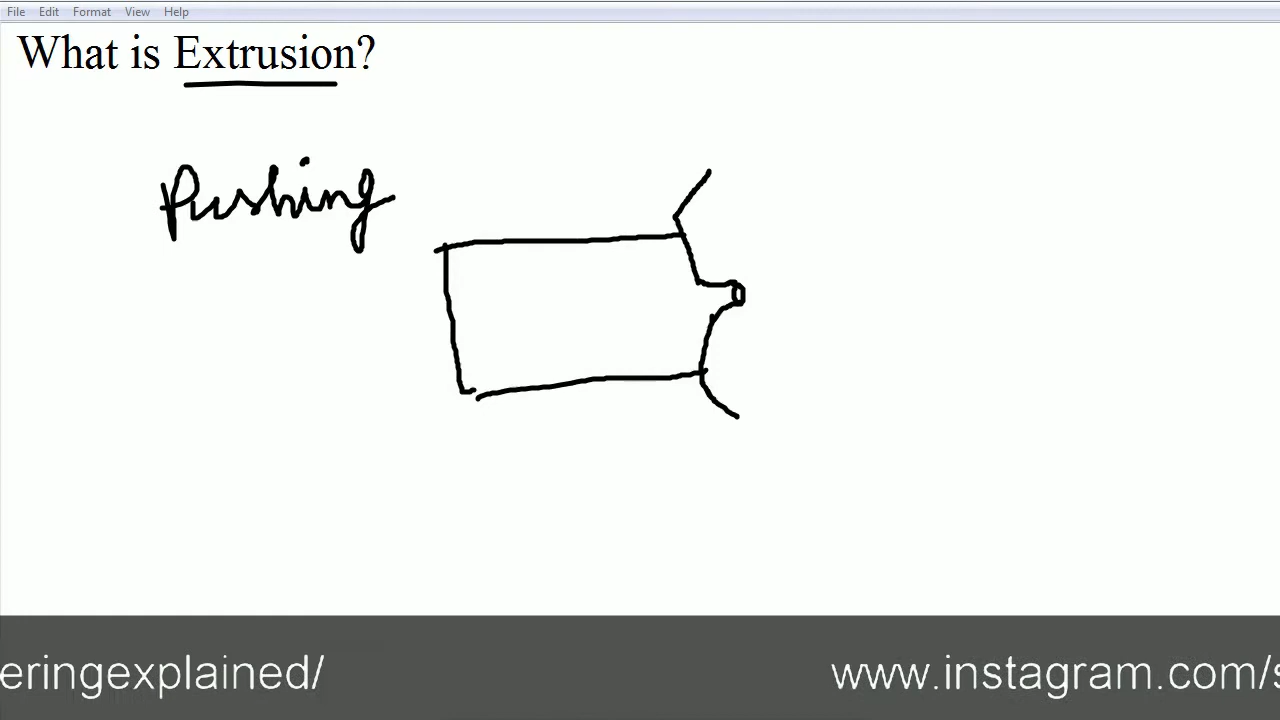 File Edit Format View Help
What is Extrusion?
Pushing
eringexplained/ www.instagram.com/s